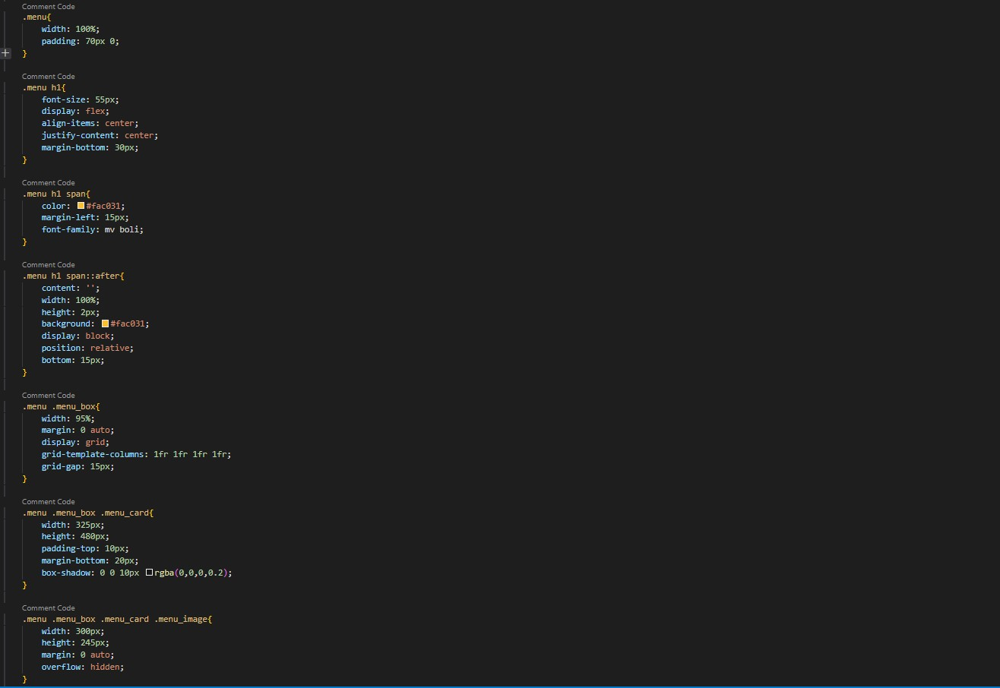 Comment Code
.menu{
width: 100%;
padding: 70px 0;
}
Comment Code
.menu h1{
font-size: 55px;
display: flex;
align-items: center;
justify-content: center;
margin-bottom: 30px;
}
Comment Code
.menu h1 span{
color: #fac031;
margin-left: 15px;
font-family: mv boli;
}
Comment Code
.menu h1 span::after{
content: '';
width: 100%;
height: 2px;
background: #fac031;
display: block;
position: relative;
bottom: 15px;
}
Comment Code
.menu .menu_box{
width: 95%;
margin: 0 auto;
display: grid;
grid-template-columns: 1fr 1fr 1fr 1fr;
grid-gap: 15px;
}
Comment Code
.menu .menu_box .menu_card{
width: 325px;
height: 480px;
padding-top: 10px;
margin-bottom: 20px;
box-shadow: 0 0 10px rgba(0,0,0,0.2);
}
Comment Code
.menu .menu_box .menu_card .menu_image{
width: 300px;
height: 245px;
margin: 0 auto;
overflow: hidden;
}